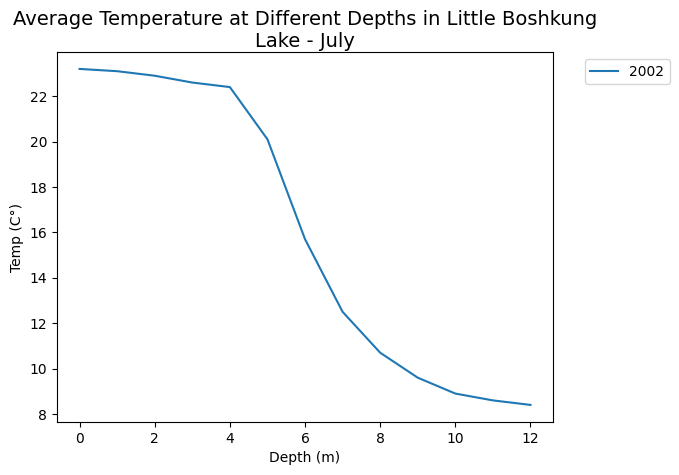 Average Temperature at Different Depths in Little Boshkung
Lake - July
2002
Temp (C°)
22
20
18
16
14
12
10
8
0 2 4 6 8 10 12
Depth (m)